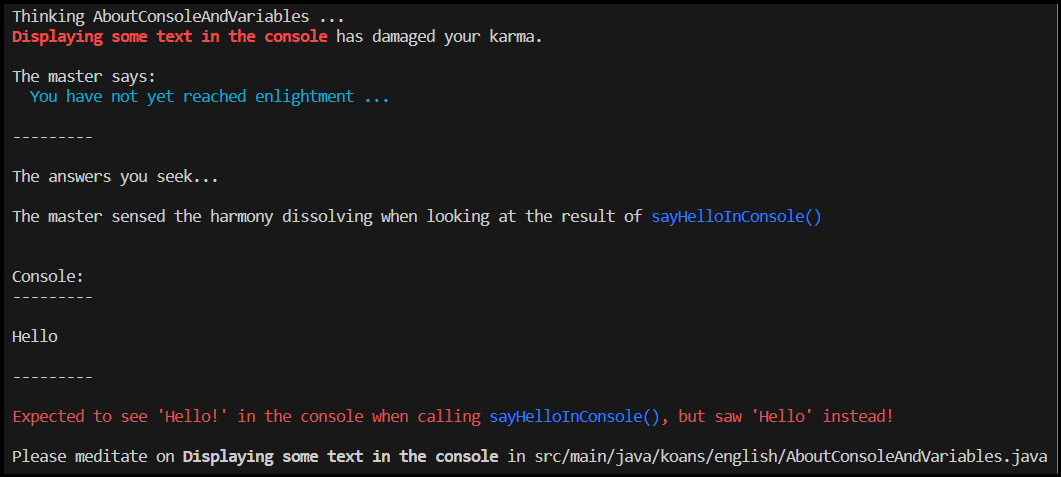 Thinking AboutConsoleAndVariables ...
Displaying some text in the console has damaged your karma.
The master says:
You have not yet reached enlightment ...
---------
The answers you seek...
The master sensed the harmony dissolving when looking at the result of sayHelloInConsole()
Console:
---------
Hello
---------
Expected to see 'Hello!' in the console when calling sayHelloInConsole(), but saw 'Hello' instead!
Please meditate on Displaying some text in the console in src/main/java/koans/english/AboutConsoleAndVariables.java